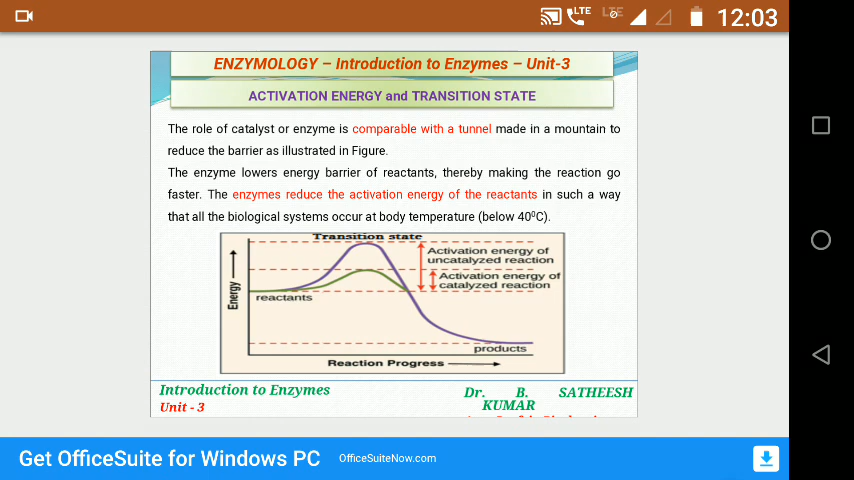 LTE LTE 12:03
ENZYMOLOGY – Introduction to Enzymes – Unit-3
ACTIVATION ENERGY and TRANSITION STATE
The role of catalyst or enzyme is comparable with a tunnel made in a mountain to
reduce the barrier as illustrated in Figure.
The enzyme lowers energy barrier of reactants, thereby making the reaction go
faster. The enzymes reduce the activation energy of the reactants in such a way
that all the biological systems occur at body temperature (below 40⁰C).
Transition state
Activation energy of
uncatalyzed reaction
Activation energy of
catalyzed reaction
Energy
reactants
products
Reaction Progress
Introduction to Enzymes
Unit - 3
Dr. B. SATHEESH
KUMAR
Get OfficeSuite for Windows PC OfficeSuiteNow.com